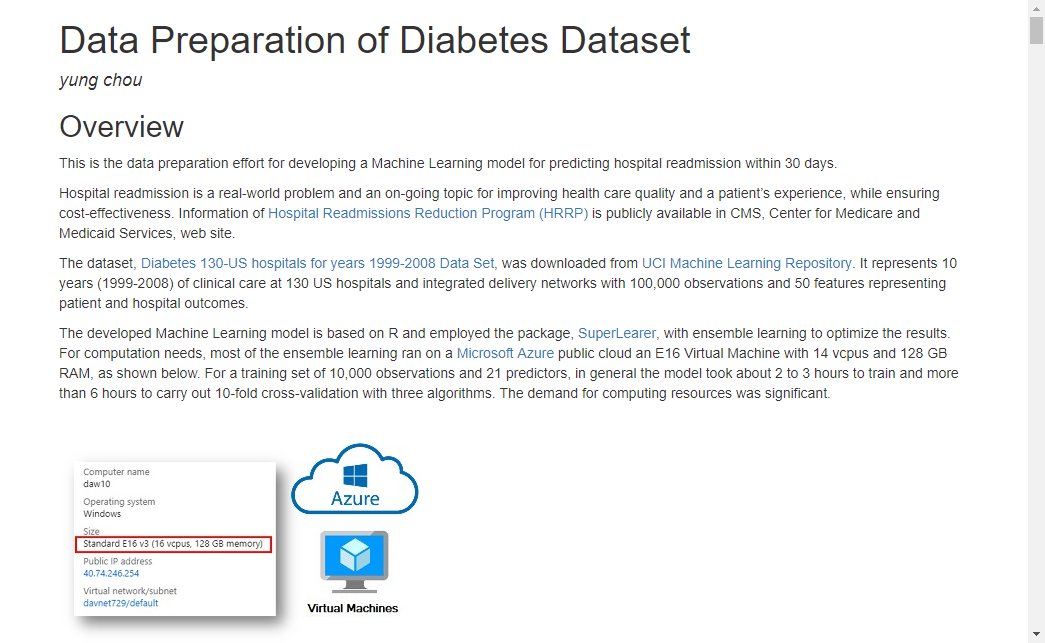 Data Preparation of Diabetes Dataset
yung chou
Overview
This is the data preparation effort for developing a Machine Learning model for predicting hospital readmission within 30 days.
Hospital readmission is a real-world problem and an on-going topic for improving health care quality and a patient's experience, while ensuring
cost-effectiveness. Information of Hospital Readmissions Reduction Program (HRRP) is publicly available in CMS, Center for Medicare and
Medicaid Services, web site.
The dataset, Diabetes 130-US hospitals for years 1999-2008 Data Set, was downloaded from UCI Machine Learning Repository. It represents 10
years (1999-2008) of clinical care at 130 US hospitals and integrated delivery networks with 100,000 observations and 50 features representing
patient and hospital outcomes.
The developed Machine Learning model is based on R and employed the package, SuperLearer, with ensemble learning to optimize the results.
For computation needs, most of the ensemble learning ran on a Microsoft Azure public cloud an E16 Virtual Machine with 14 vcpus and 128 GB
RAM, as shown below. For a training set of 10,000 observations and 21 predictors, in general the model took about 2 to 3 hours to train and more
than 6 hours to carry out 10-fold cross-validation with three algorithms. The demand for computing resources was significant.
Computer name
daw10
Operating system
Windows
Size
Standard E16 v3 (16 vcpus, 128 GB memory)
Public IP address
40.74.246.254
Virtual network/subnet
davnet729/default
Azure
Virtual Machines